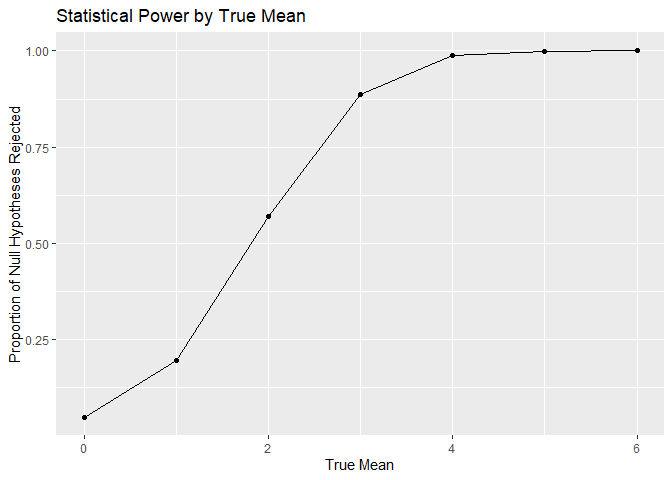 Statistical Power by True Mean
Proportion of Null Hypotheses Rejected
1.00
0.75
0.50
0.25
0
2
4
6
True Mean